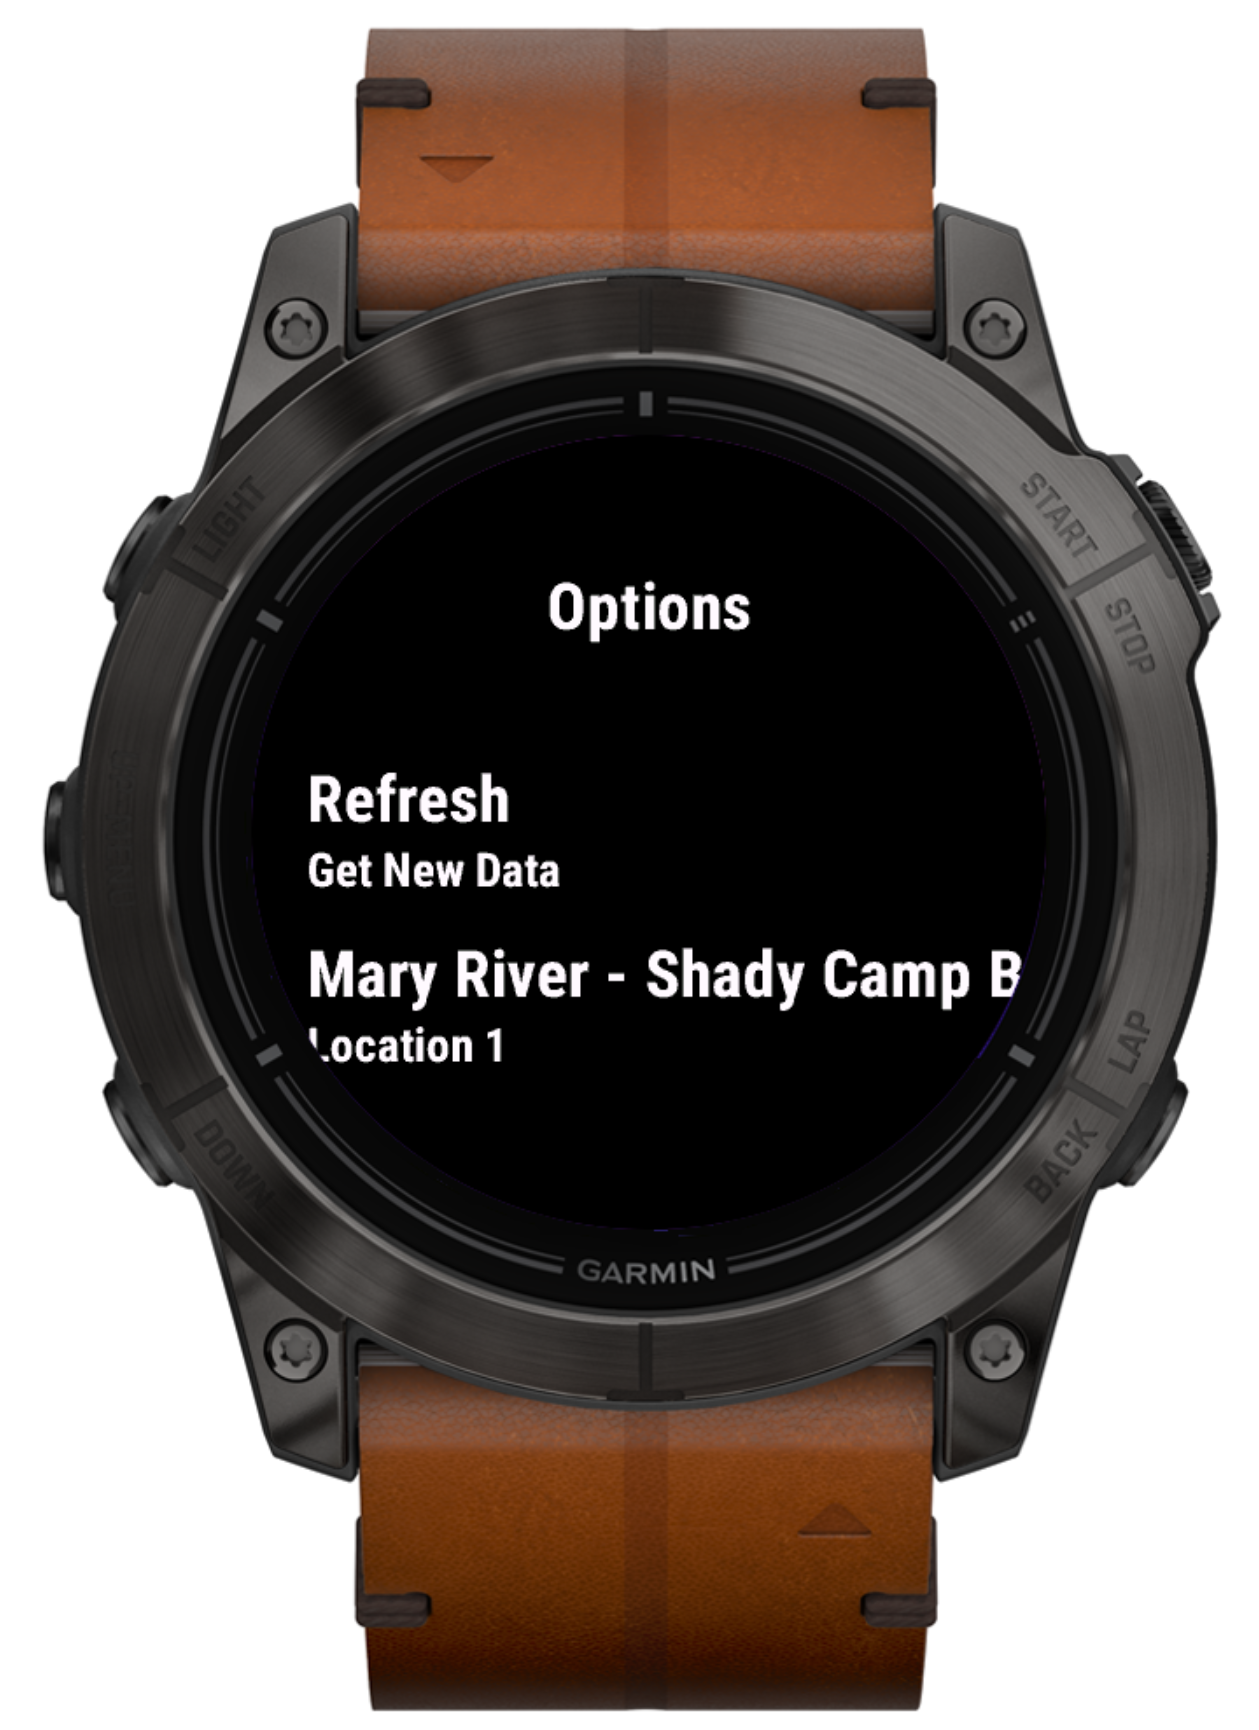 LIGHT
START
STOP
Options
Refresh
Get New Data
Mary River - Shady Camp B
Location 1
LAP
BACK
DOWN
GARMIN